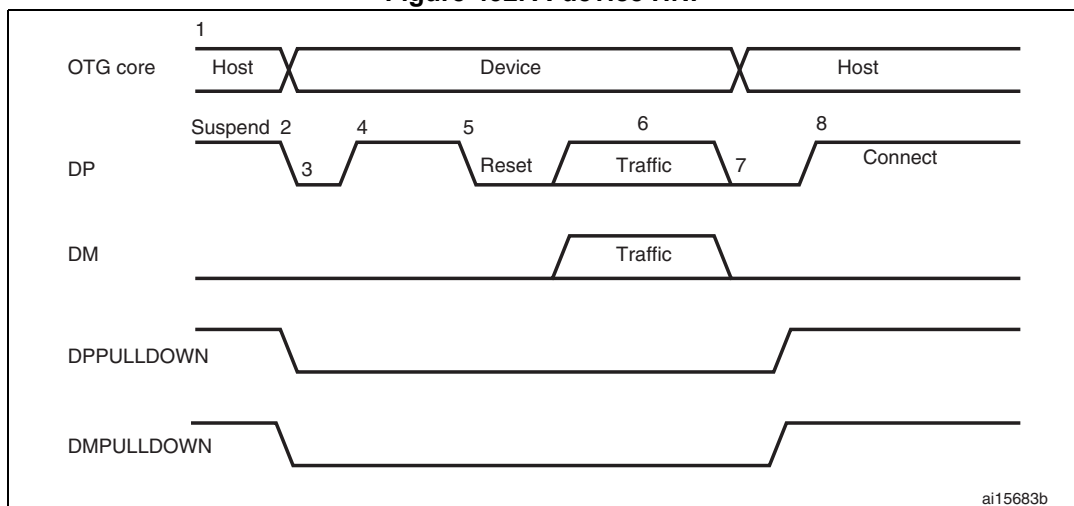 1
OTG core Host Device Host
Suspend 2 4 5 6 8
DP 3 Reset Traffic 7 Connect
DM Traffic
DPPULLDOWN
DMPULLDOWN
ai15683b